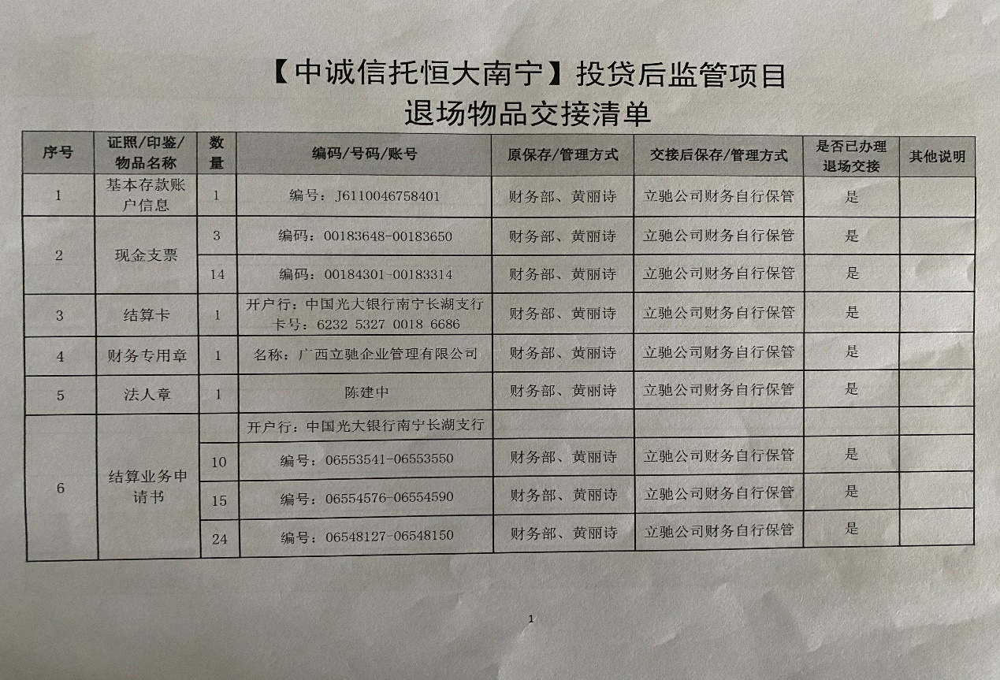 【中诚信托恒大南宁】投贷后监管项目
退场物品交接清单
序号 证照/印鉴/物品名称 数量 编码/号码/账号 原保存/管理方式 交接后保存/管理方式 是否已办理退场交接 其他说明
1 基本存款账户信息 1 编号：J6110046758401 财务部、黄丽诗 立驰公司财务自行保管 是
2 现金支票 3 编码：00183648-00183650 财务部、黄丽诗 立驰公司财务自行保管 是
14 编码：00184301-00183314 财务部、黄丽诗 立驰公司财务自行保管 是
3 结算卡 1 开户行：中国光大银行南宁长湖支行 卡号：6232 5327 0018 6686 财务部、黄丽诗 立驰公司财务自行保管 是
4 财务专用章 1 名称：广西立驰企业管理有限公司 财务部、黄丽诗 立驰公司财务自行保管 是
5 法人章 1 陈建中 财务部、黄丽诗 立驰公司财务自行保管 是
6 结算业务申请书 开户行：中国光大银行南宁长湖支行
10 编号：06553541-06553550 财务部、黄丽诗 立驰公司财务自行保管 是
15 编号：06554576-06554590 财务部、黄丽诗 立驰公司财务自行保管 是
24 编号：06548127-06548150 财务部、黄丽诗 立驰公司财务自行保管 是
1